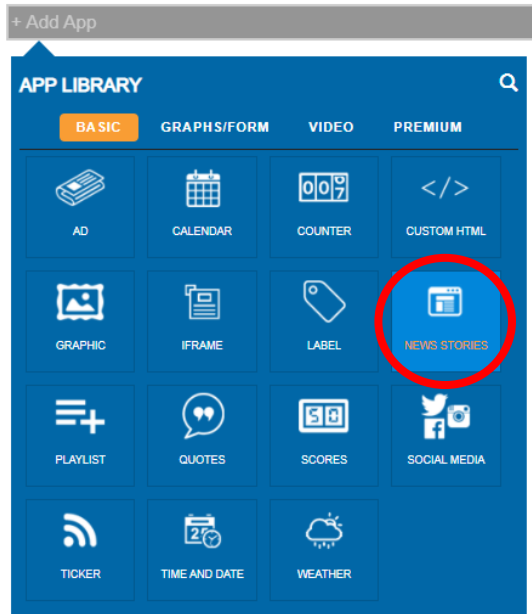 + Add App
APP LIBRARY
BASIC GRAPHS/FORM VIDEO PREMIUM
AD CALENDAR COUNTER CUSTOM HTML
GRAPHIC IFRAME LABEL NEWS STORIES
PLAYLIST QUOTES SCORES SOCIAL MEDIA
TICKER TIME AND DATE WEATHER